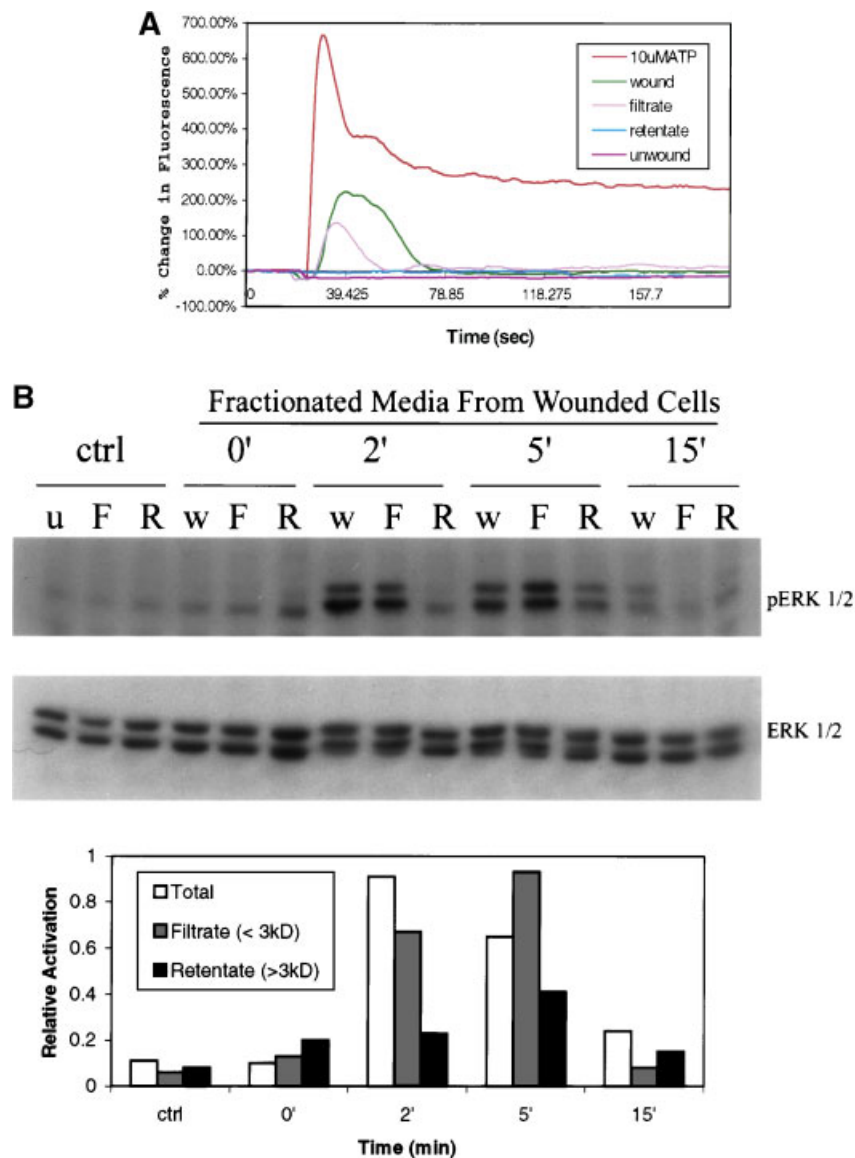 A
700.00%
600.00%
500.00%
400.00%
300.00%
200.00%
100.00%
0.00%
-100.00%
% Change in Fluorescence
10uMATP
wound
filtrate
retentate
unwound
0 39.425 78.85 118.275 157.7
Time (sec)
B
Fractionated Media From Wounded Cells
ctrl 0' 2' 5' 15'
u F R w F R w F R w F R w F R
pERK 1/2
ERK 1/2
1
0.8
0.6
0.4
0.2
0
Relative Activation
Total
Filtrate (< 3kD)
Retentate (>3kD)
ctrl 0' 2' 5' 15'
Time (min)